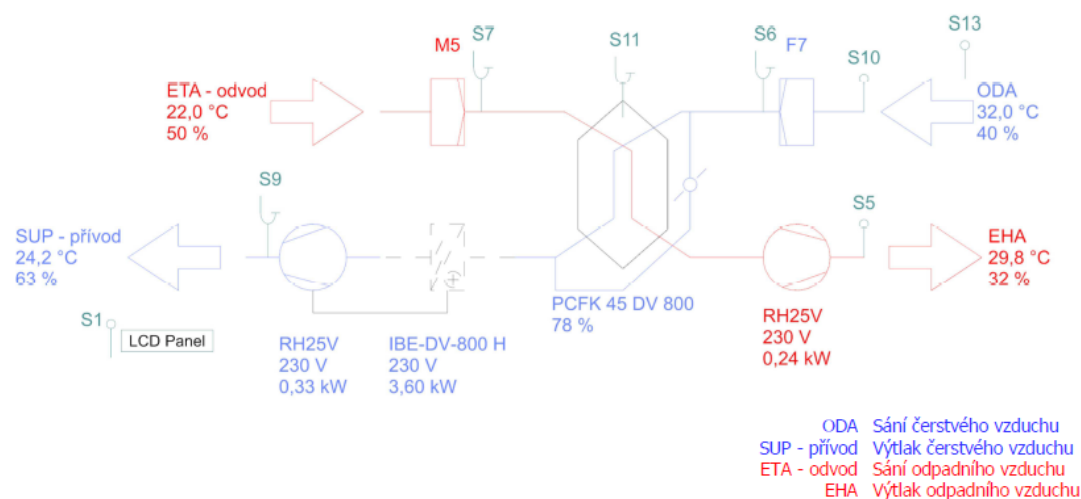 S13
S7
S11
S6
M5
F7
S10
ETA - odvod
22,0 °C
50 %
ODA
32,0 °C
40 %
S9
S5
SUP - přívod
24,2 °C
63 %
EHA
29,8 °C
32 %
PCFK 45 DV 800
78 %
S1
LCD Panel
RH25V
230 V
0,33 kW
IBE-DV-800 H
230 V
3,60 kW
RH25V
230 V
0,24 kW
ODA Sání čerstvého vzduchu
SUP - přívod Výtlak čerstvého vzduchu
ETA - odvod Sání odpadního vzduchu
EHA Výtlak odpadního vzduchu